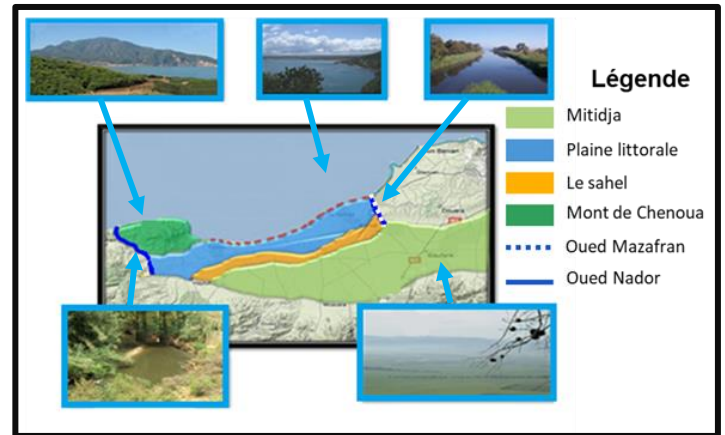 Légende
Mitidja
Plaine littorale
Le sahel
Mont de Chenoua
Oued Mazafran
Oued Nador